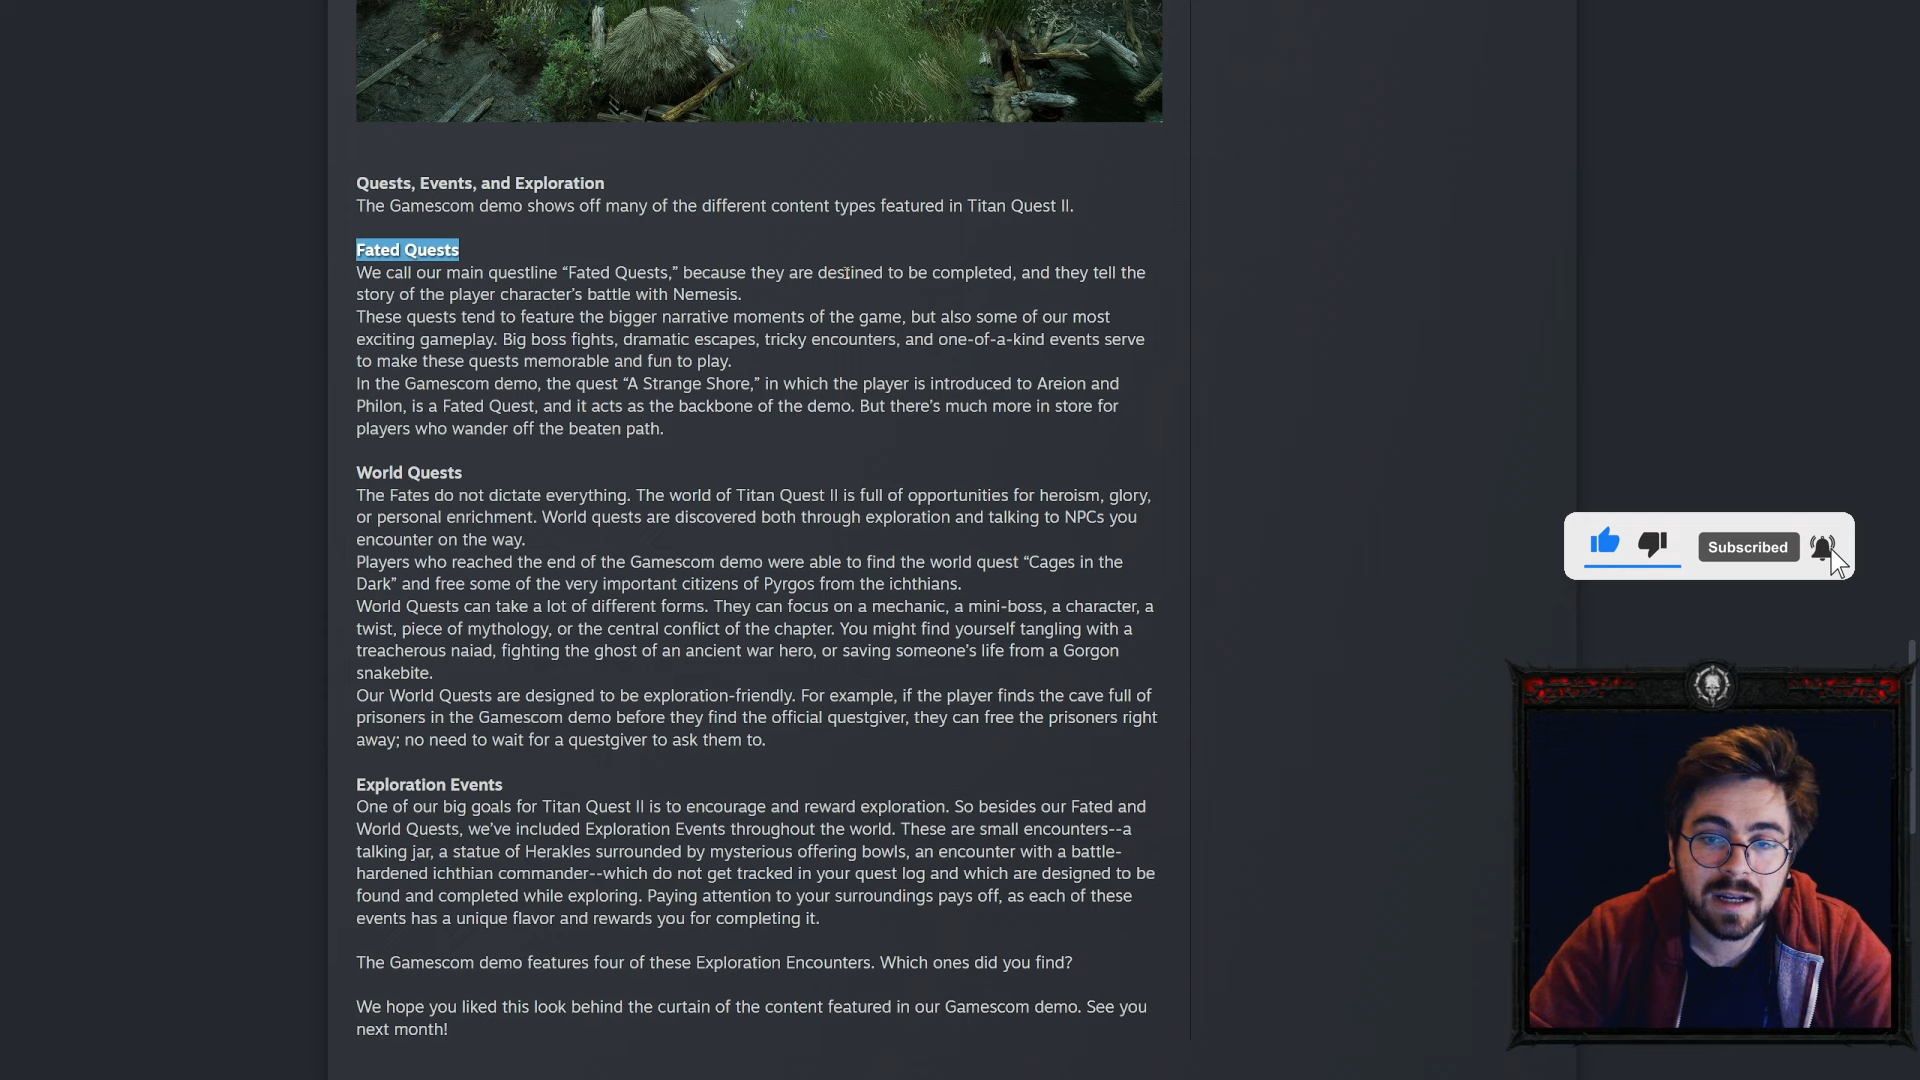 Quests, Events, and Exploration
The Gamescom demo shows off many of the different content types featured in Titan Quest II.
Fated Quests
We call our main questline “Fated Quests,” because they are destined to be completed, and they tell the
story of the player character’s battle with Nemesis.
These quests tend to feature the bigger narrative moments of the game, but also some of our most
exciting gameplay. Big boss fights, dramatic escapes, tricky encounters, and one-of-a-kind events serve
to make these quests memorable and fun to play.
In the Gamescom demo, the quest “A Strange Shore,” in which the player is introduced to Areion and
Philon, is a Fated Quest, and it acts as the backbone of the demo. But there’s much more in store for
players who wander off the beaten path.
World Quests
The Fates do not dictate everything. The world of Titan Quest II is full of opportunities for heroism, glory,
or personal enrichment. World quests are discovered both through exploration and talking to NPCs you
encounter on the way.
Players who reached the end of the Gamescom demo were able to find the world quest “Cages in the
Dark” and free some of the very important citizens of Pyrgos from the ichthians.
World Quests can take a lot of different forms. They can focus on a mechanic, a mini-boss, a character, a
twist, piece of mythology, or the central conflict of the chapter. You might find yourself tangling with a
treacherous naiad, fighting the ghost of an ancient war hero, or saving someone’s life from a Gorgon
snakebite.
Our World Quests are designed to be exploration-friendly. For example, if the player finds the cave full of
prisoners in the Gamescom demo before they find the official questgiver, they can free the prisoners right
away; no need to wait for a questgiver to ask them to.
Exploration Events
One of our big goals for Titan Quest II is to encourage and reward exploration. So besides our Fated and
World Quests, we’ve included Exploration Events throughout the world. These are small encounters--a
talking jar, a statue of Herakles surrounded by mysterious offering bowls, an encounter with a battle-
hardened ichthian commander--which do not get tracked in your quest log and which are designed to be
found and completed while exploring. Paying attention to your surroundings pays off, as each of these
events has a unique flavor and rewards you for completing it.
The Gamescom demo features four of these Exploration Encounters. Which ones did you find?
We hope you liked this look behind the curtain of the content featured in our Gamescom demo. See you
next month!
Subscribed